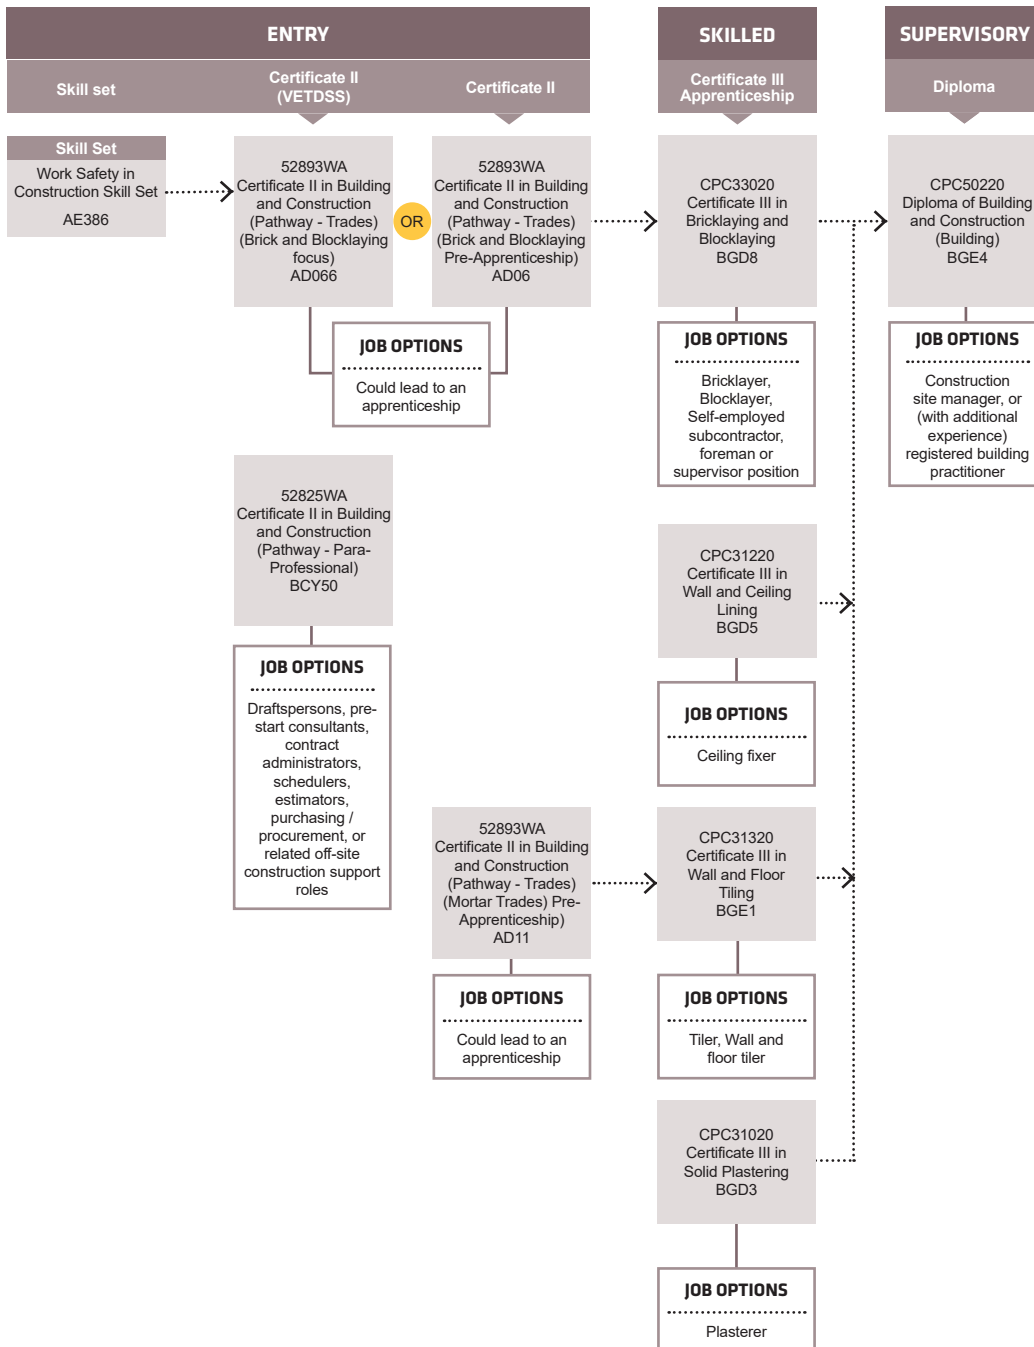 ENTRY
SKILLED
SUPERVISORY
Skill set
Certificate II
(VETDSS)
Certificate II
Certificate III
Apprenticeship
Diploma
Skill Set
Work Safety in
Construction Skill Set
AE386
52893WA
Certificate II in Building
and Construction
(Pathway - Trades)
(Brick and Blocklaying
focus)
AD066
OR
52893WA
Certificate II in Building
and Construction
(Pathway - Trades)
(Brick and Blocklaying
Pre-Apprenticeship)
AD06
CPC33020
Certificate III in
Bricklaying and
Blocklaying
BGD8
CPC50220
Diploma of Building
and Construction
(Building)
BGE4
JOB OPTIONS
Could lead to an
apprenticeship
JOB OPTIONS
Bricklayer,
Blocklayer,
Self-employed
subcontractor,
foreman or
supervisor position
JOB OPTIONS
Construction
site manager, or
(with additional
experience)
registered building
practitioner
52825WA
Certificate II in Building
and Construction
(Pathway - Para-
Professional)
BCY50
JOB OPTIONS
Draftspersons, pre-
start consultants,
contract
administrators,
schedulers,
estimators,
purchasing /
procurement, or
related off-site
construction support
roles
CPC31220
Certificate III in
Wall and Ceiling
Lining
BGD5
JOB OPTIONS
Ceiling fixer
52893WA
Certificate II in Building
and Construction
(Pathway - Trades)
(Mortar Trades) Pre-
Apprenticeship)
AD11
JOB OPTIONS
Could lead to an
apprenticeship
CPC31320
Certificate III in
Wall and Floor
Tiling
BGE1
JOB OPTIONS
Tiler, Wall and
floor tiler
CPC31020
Certificate III in
Solid Plastering
BGD3
JOB OPTIONS
Plasterer